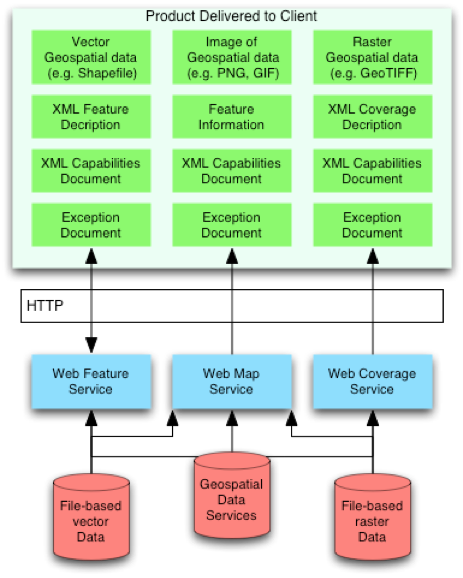 Product Delivered to Client
Vector
Geospatial data
(e.g. Shapefile)
Image of
Geospatial data
(e.g. PNG, GIF)
Raster
Geospatial data
(e.g. GeoTIFF)
XML Feature
Decription
Feature
Information
XML Coverage
Decription
XML Capabilities
Document
XML Capabilities
Document
XML Capabilities
Document
Exception
Document
Exception
Document
Exception
Document
HTTP
Web Feature
Service
Web Map
Service
Web Coverage
Service
File-based
vector
Data
Geospatial
Data
Services
File-based
raster
Data